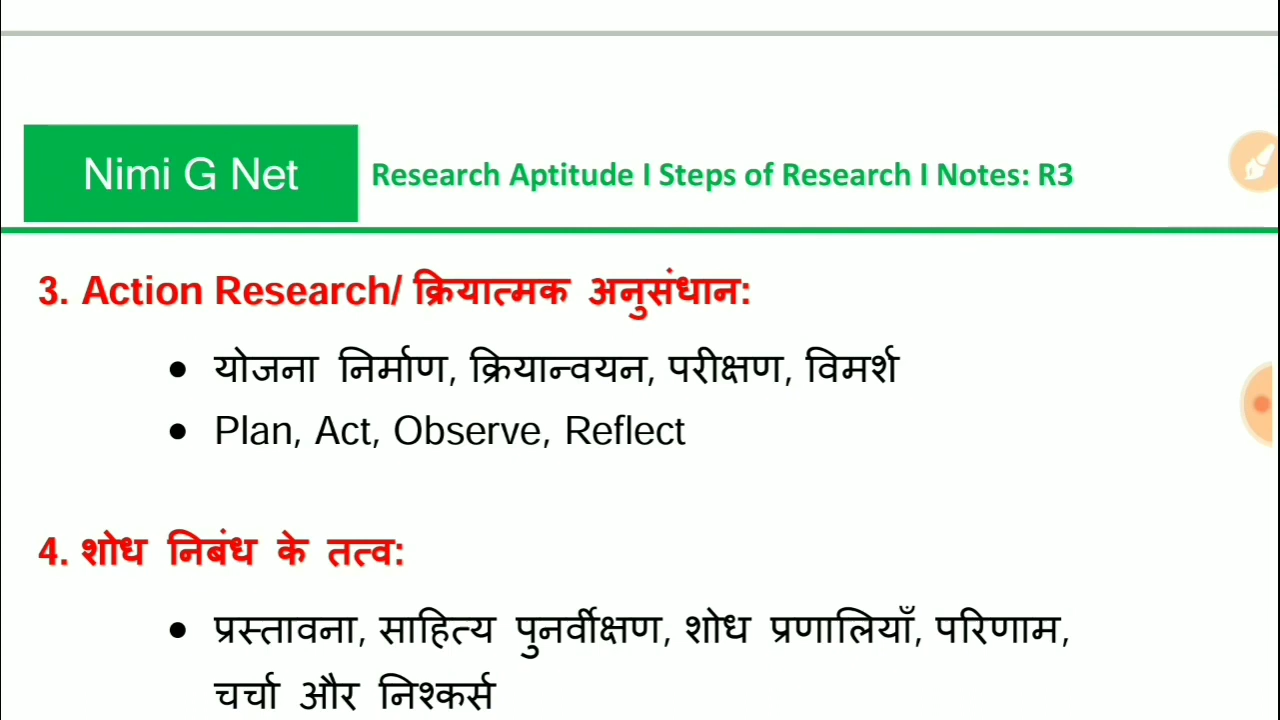 Nimi G Net
Research Aptitude I Steps of Research I Notes: R3
3. Action Research/ क्रियात्मक अनुसंधान:
● योजना निर्माण, क्रियान्वयन, परीक्षण, विमर्श
● Plan, Act, Observe, Reflect
4. शोध निबंध के तत्व:
● प्रस्तावना, साहित्य पुनर्वीक्षण, शोध प्रणालियाँ, परिणाम,
चर्चा और निश्कर्स